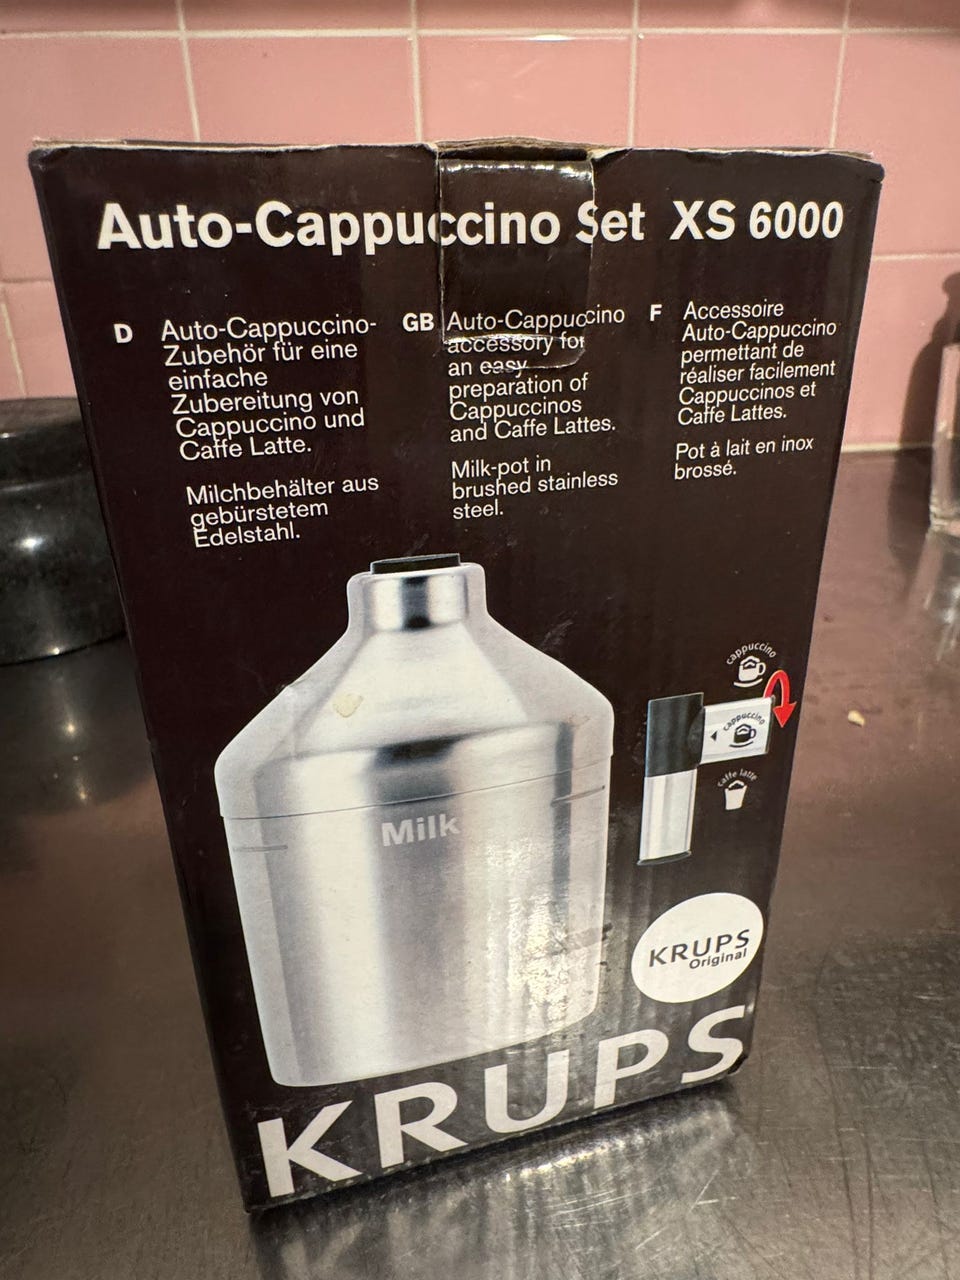 Auto-Cappuccino Set XS 6000
D
Auto-Cappuccino-
Zubehör für eine
einfache
Zubereitung von
Cappuccino und
Caffe Latte.
Milchbehälter aus
gebürstetem
Edelstahl.
GB
Auto-Cappuccino
accessory for
an easy
preparation of
Cappuccinos
and Caffe Lattes.
Milk-pot in
brushed stainless
steel.
F
Accessoire
Auto-Cappuccino
permettant de
réaliser facilement
Cappuccinos et
Caffe Lattes.
Pot à lait en inox
brossé.
cappuccino
cappuccino
caffe latte
Milk
KRUPS
Original
KRUPS